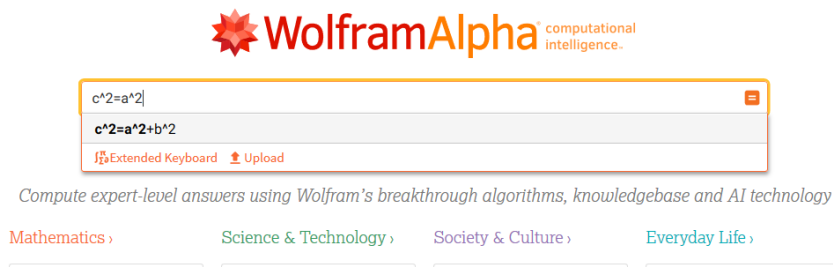 WolframAlpha computational intelligence.
c^2=a^2
c^2=a^2+b^2
Extended Keyboard Upload
Compute expert-level answers using Wolfram's breakthrough algorithms, knowledgebase and AI technology
Mathematics › Science & Technology › Society & Culture › Everyday Life ›